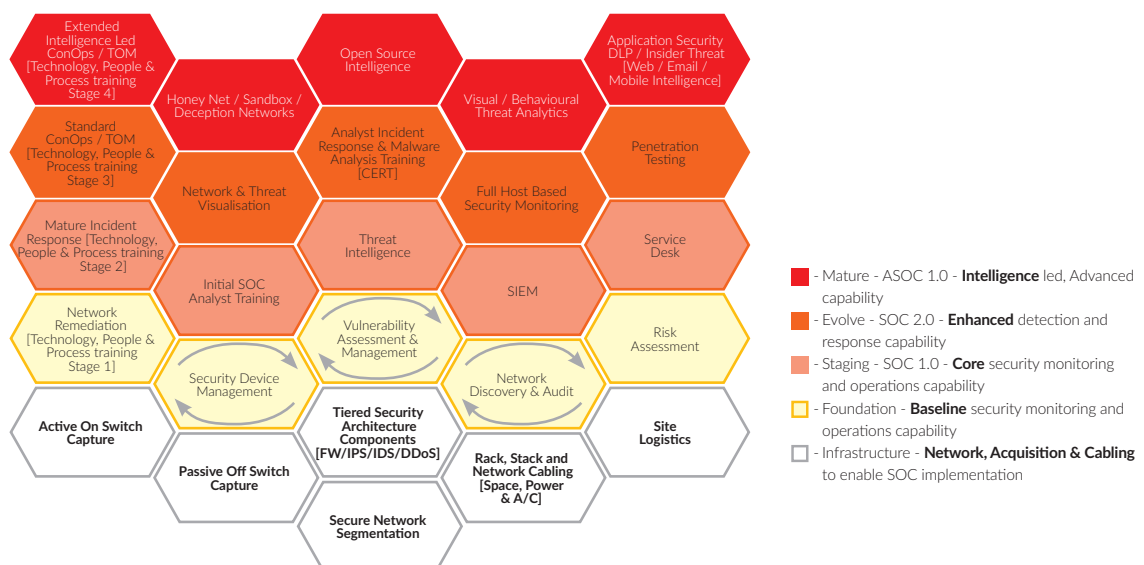 Extended
Intelligence Led
ConOps / TOM
[Technology, People &
Process training
Stage 4]
Honey Net / Sandbox /
Deception Networks
Open Source
Intelligence
Visual / Behavioural
Threat Analytics
Application Security
DLP / Insider Threat
[Web / Email /
Mobile Intelligence]
Standard
ConOps / TOM
[Technology, People &
Process training
Stage 3]
Network & Threat
Visualisation
Analyst Incident
Response & Malware
Analysis Training
[CERT]
Full Host Based
Security Monitoring
Penetration
Testing
Mature Incident
Response [Technology,
People & Process training
Stage 2]
Initial SOC
Analyst Training
Threat
Intelligence
SIEM
Service
Desk
Network
Remediation
[Technology, People &
Process training
Stage 1]
Security Device
Management
Vulnerability
Assessment &
Management
Network
Discovery & Audit
Risk
Assessment
Active On Switch
Capture
Passive Off Switch
Capture
Tiered Security
Architecture
Components
[FW/IPS/IDS/DDoS]
Rack, Stack and
Network Cabling
[Space, Power
& A/C]
Site
Logistics
Secure Network
Segmentation
- Mature - ASOC 1.0 - Intelligence led, Advanced
capability
- Evolve - SOC 2.0 - Enhanced detection and
response capability
- Staging - SOC 1.0 - Core security monitoring
and operations capability
- Foundation - Baseline security monitoring and
operations capability
- Infrastructure - Network, Acquisition & Cabling
to enable SOC implementation